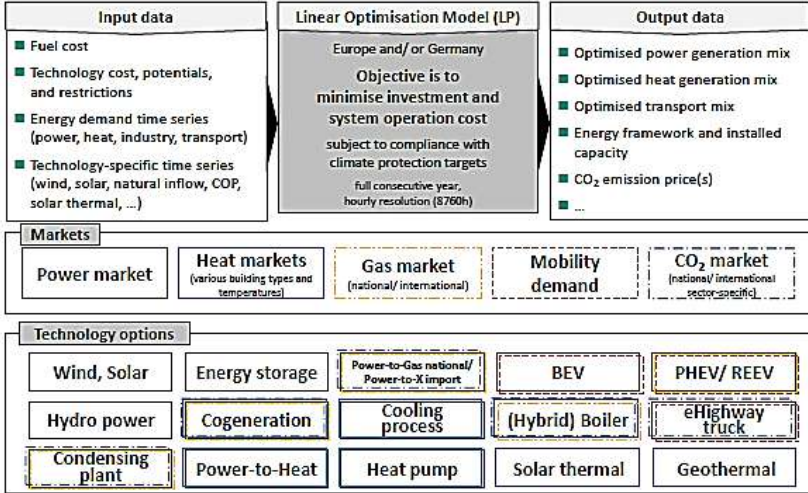 Input data
Fuel cost
Technology cost, potentials,
and restrictions
Energy demand time series
(power, heat, industry, transport)
Technology-specific time series
(wind, solar, natural inflow, COP,
solar thermal, ...)
Linear Optimisation Model (LP)
Europe and/ or Germany
Objective is to
minimise investment and
system operation cost
subject to compliance with
climate protection targets
full consecutive year,
hourly resolution (8760h)
Output data
Optimised power generation mix
Optimised heat generation mix
Optimised transport mix
Energy framework and installed
capacity
CO₂ emission price(s)
...
Markets
Power market
Heat markets
(various building types and
temperatures)
Gas market
(national/ international)
Mobility
demand
CO₂ market
(national/ international
sector-specific)
Technology options
Wind, Solar
Energy storage
Power-to-Gas national/
Power-to-X import
BEV
PHEV/ REEV
Hydro power
Cogeneration
Cooling
process
(Hybrid) Boiler
eHighway
truck
Condensing
plant
Power-to-Heat
Heat pump
Solar thermal
Geothermal